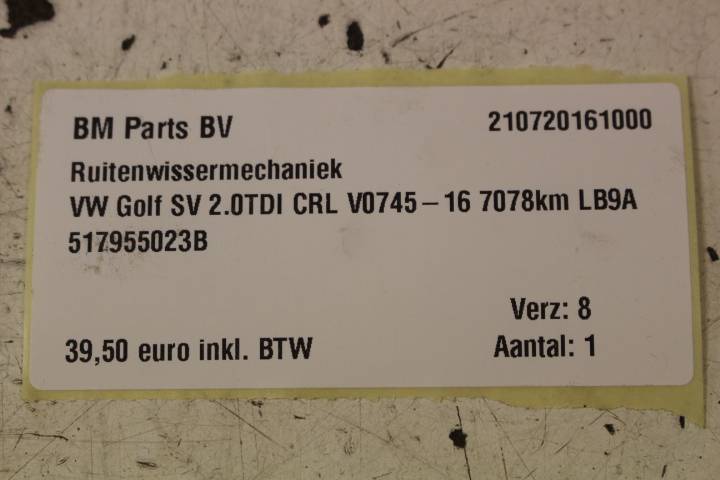 BM Parts BV 210720161000
Ruitenwissermechaniek
VW Golf SV 2.0TDI CRL V0745-16 7078km LB9A
517955023B
Verz: 8
39,50 euro inkl. BTW Aantal: 1